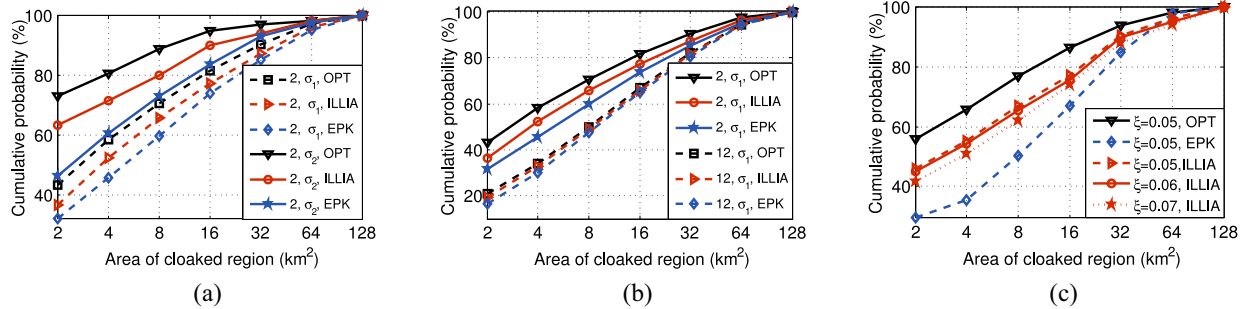 Cumulative probability (%)
100
80
60
40
2 4 8 16 32 64 128
Area of cloaked region (km²)
2, σ₁, OPT
2, σ₁, ILLIA
2, σ₁, EPK
2, σ₂, OPT
2, σ₂, ILLIA
2, σ₂, EPK
(a)
Cumulative probability (%)
100
80
60
40
20
2 4 8 16 32 64 128
Area of cloaked region (km²)
2, σ₁, OPT
2, σ₁, ILLIA
2, σ₁, EPK
12, σ₁, OPT
12, σ₁, ILLIA
12, σ₁, EPK
(b)
Cumulative probability (%)
100
80
60
40
2 4 8 16 32 64 128
Area of cloaked region (km²)
ξ=0.05, OPT
ξ=0.05, EPK
ξ=0.05,ILLIA
ξ=0.06, ILLIA
ξ=0.07, ILLIA
(c)